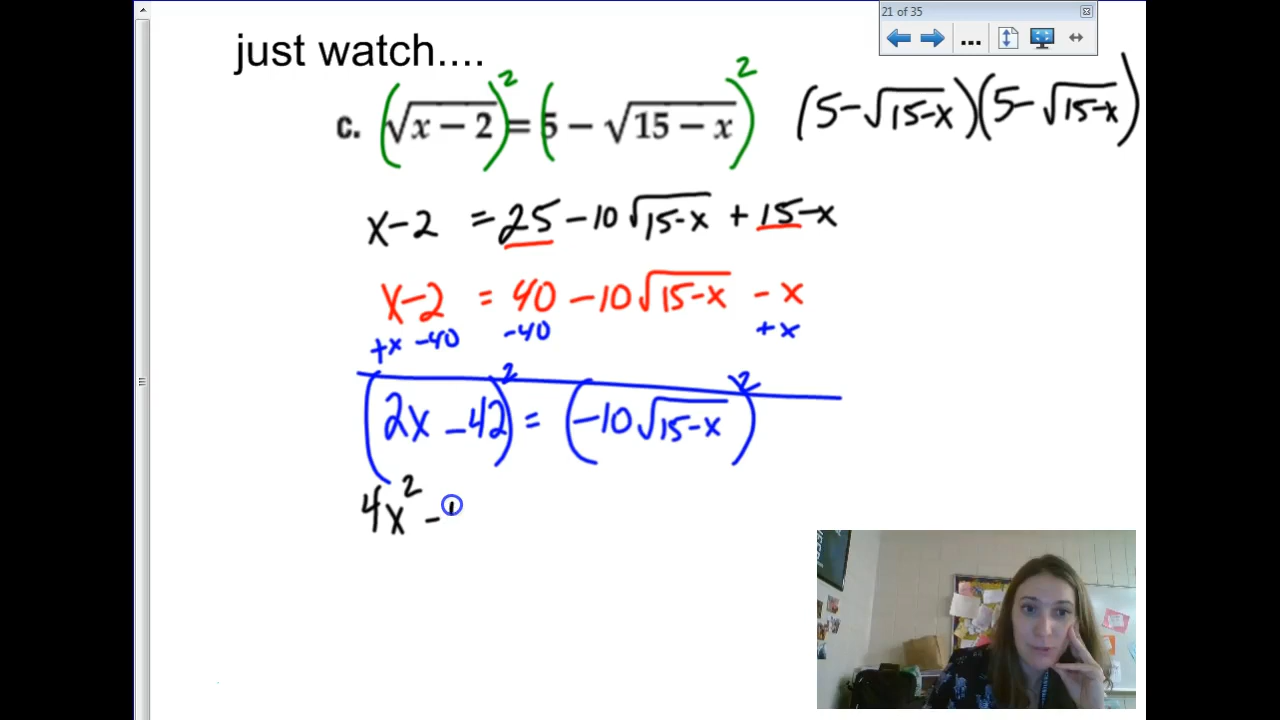 21 of 35
just watch....
c. (√(x − 2))² = (5 − √(15 − x))² (5-√(15-x))(5-√(15-x))
x-2 = 25 -10√(15-x) + 15-x
x-2 = 40 -10√(15-x) - x
+x -40 -40 +x
(2x -42)² = (-10√(15-x))²
4x² -